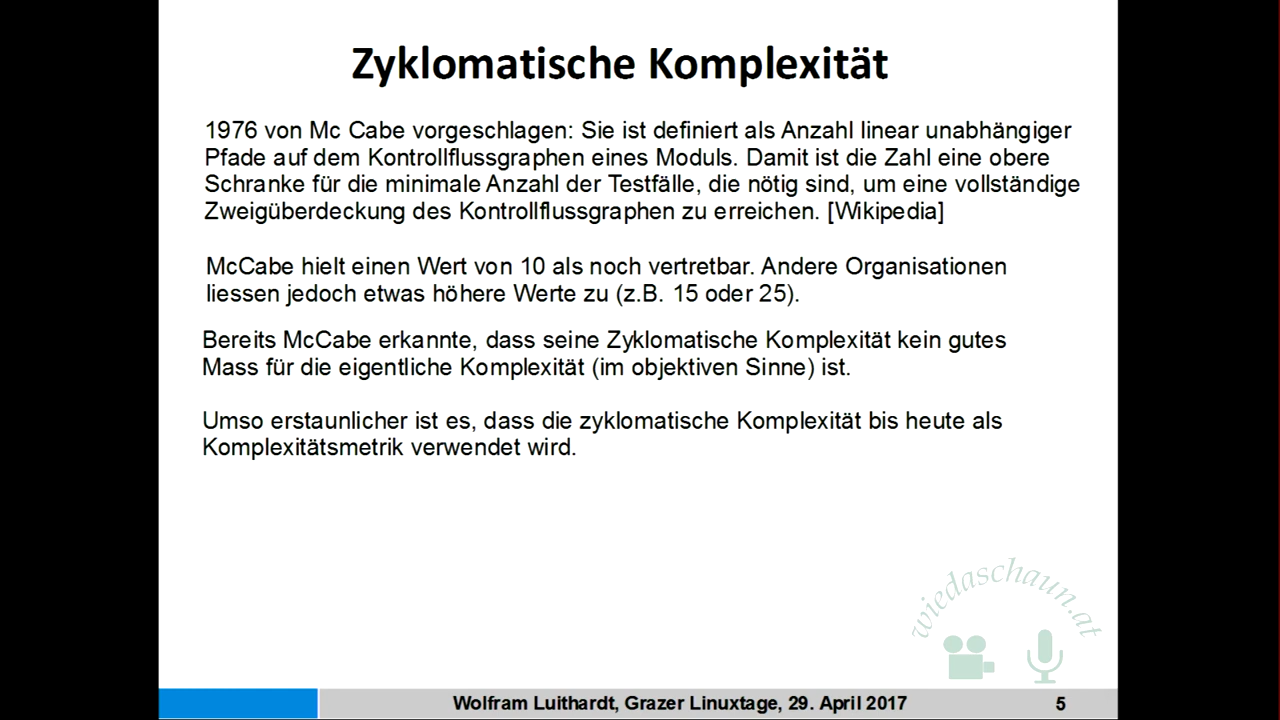 Zyklomatische Komplexität
1976 von Mc Cabe vorgeschlagen: Sie ist definiert als Anzahl linear unabhängiger
Pfade auf dem Kontrollflussgraphen eines Moduls. Damit ist die Zahl eine obere
Schranke für die minimale Anzahl der Testfälle, die nötig sind, um eine vollständige
Zweigüberdeckung des Kontrollflussgraphen zu erreichen. [Wikipedia]
McCabe hielt einen Wert von 10 als noch vertretbar. Andere Organisationen
liessen jedoch etwas höhere Werte zu (z.B. 15 oder 25).
Bereits McCabe erkannte, dass seine Zyklomatische Komplexität kein gutes
Mass für die eigentliche Komplexität (im objektiven Sinne) ist.
Umso erstaunlicher ist es, dass die zyklomatische Komplexität bis heute als
Komplexitätsmetrik verwendet wird.
wiedaschaun.at
Wolfram Luithardt, Grazer Linuxtage, 29. April 2017
5